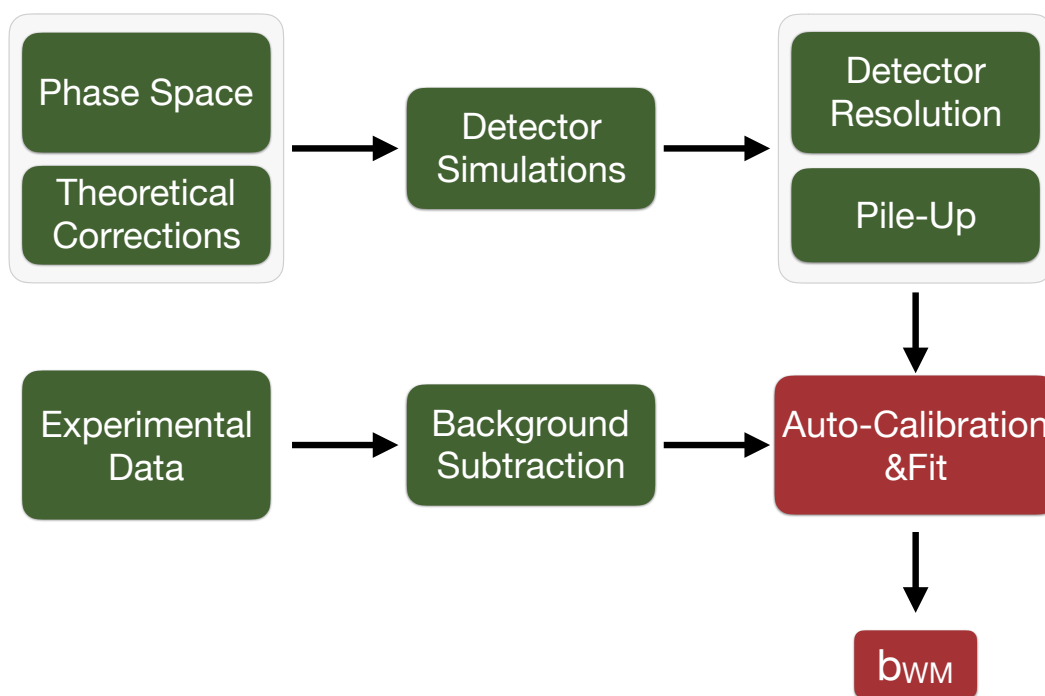 Phase Space
Theoretical
Corrections
Detector
Simulations
Detector
Resolution
Pile-Up
Experimental
Data
Background
Subtraction
Auto-Calibration
&Fit
bWM